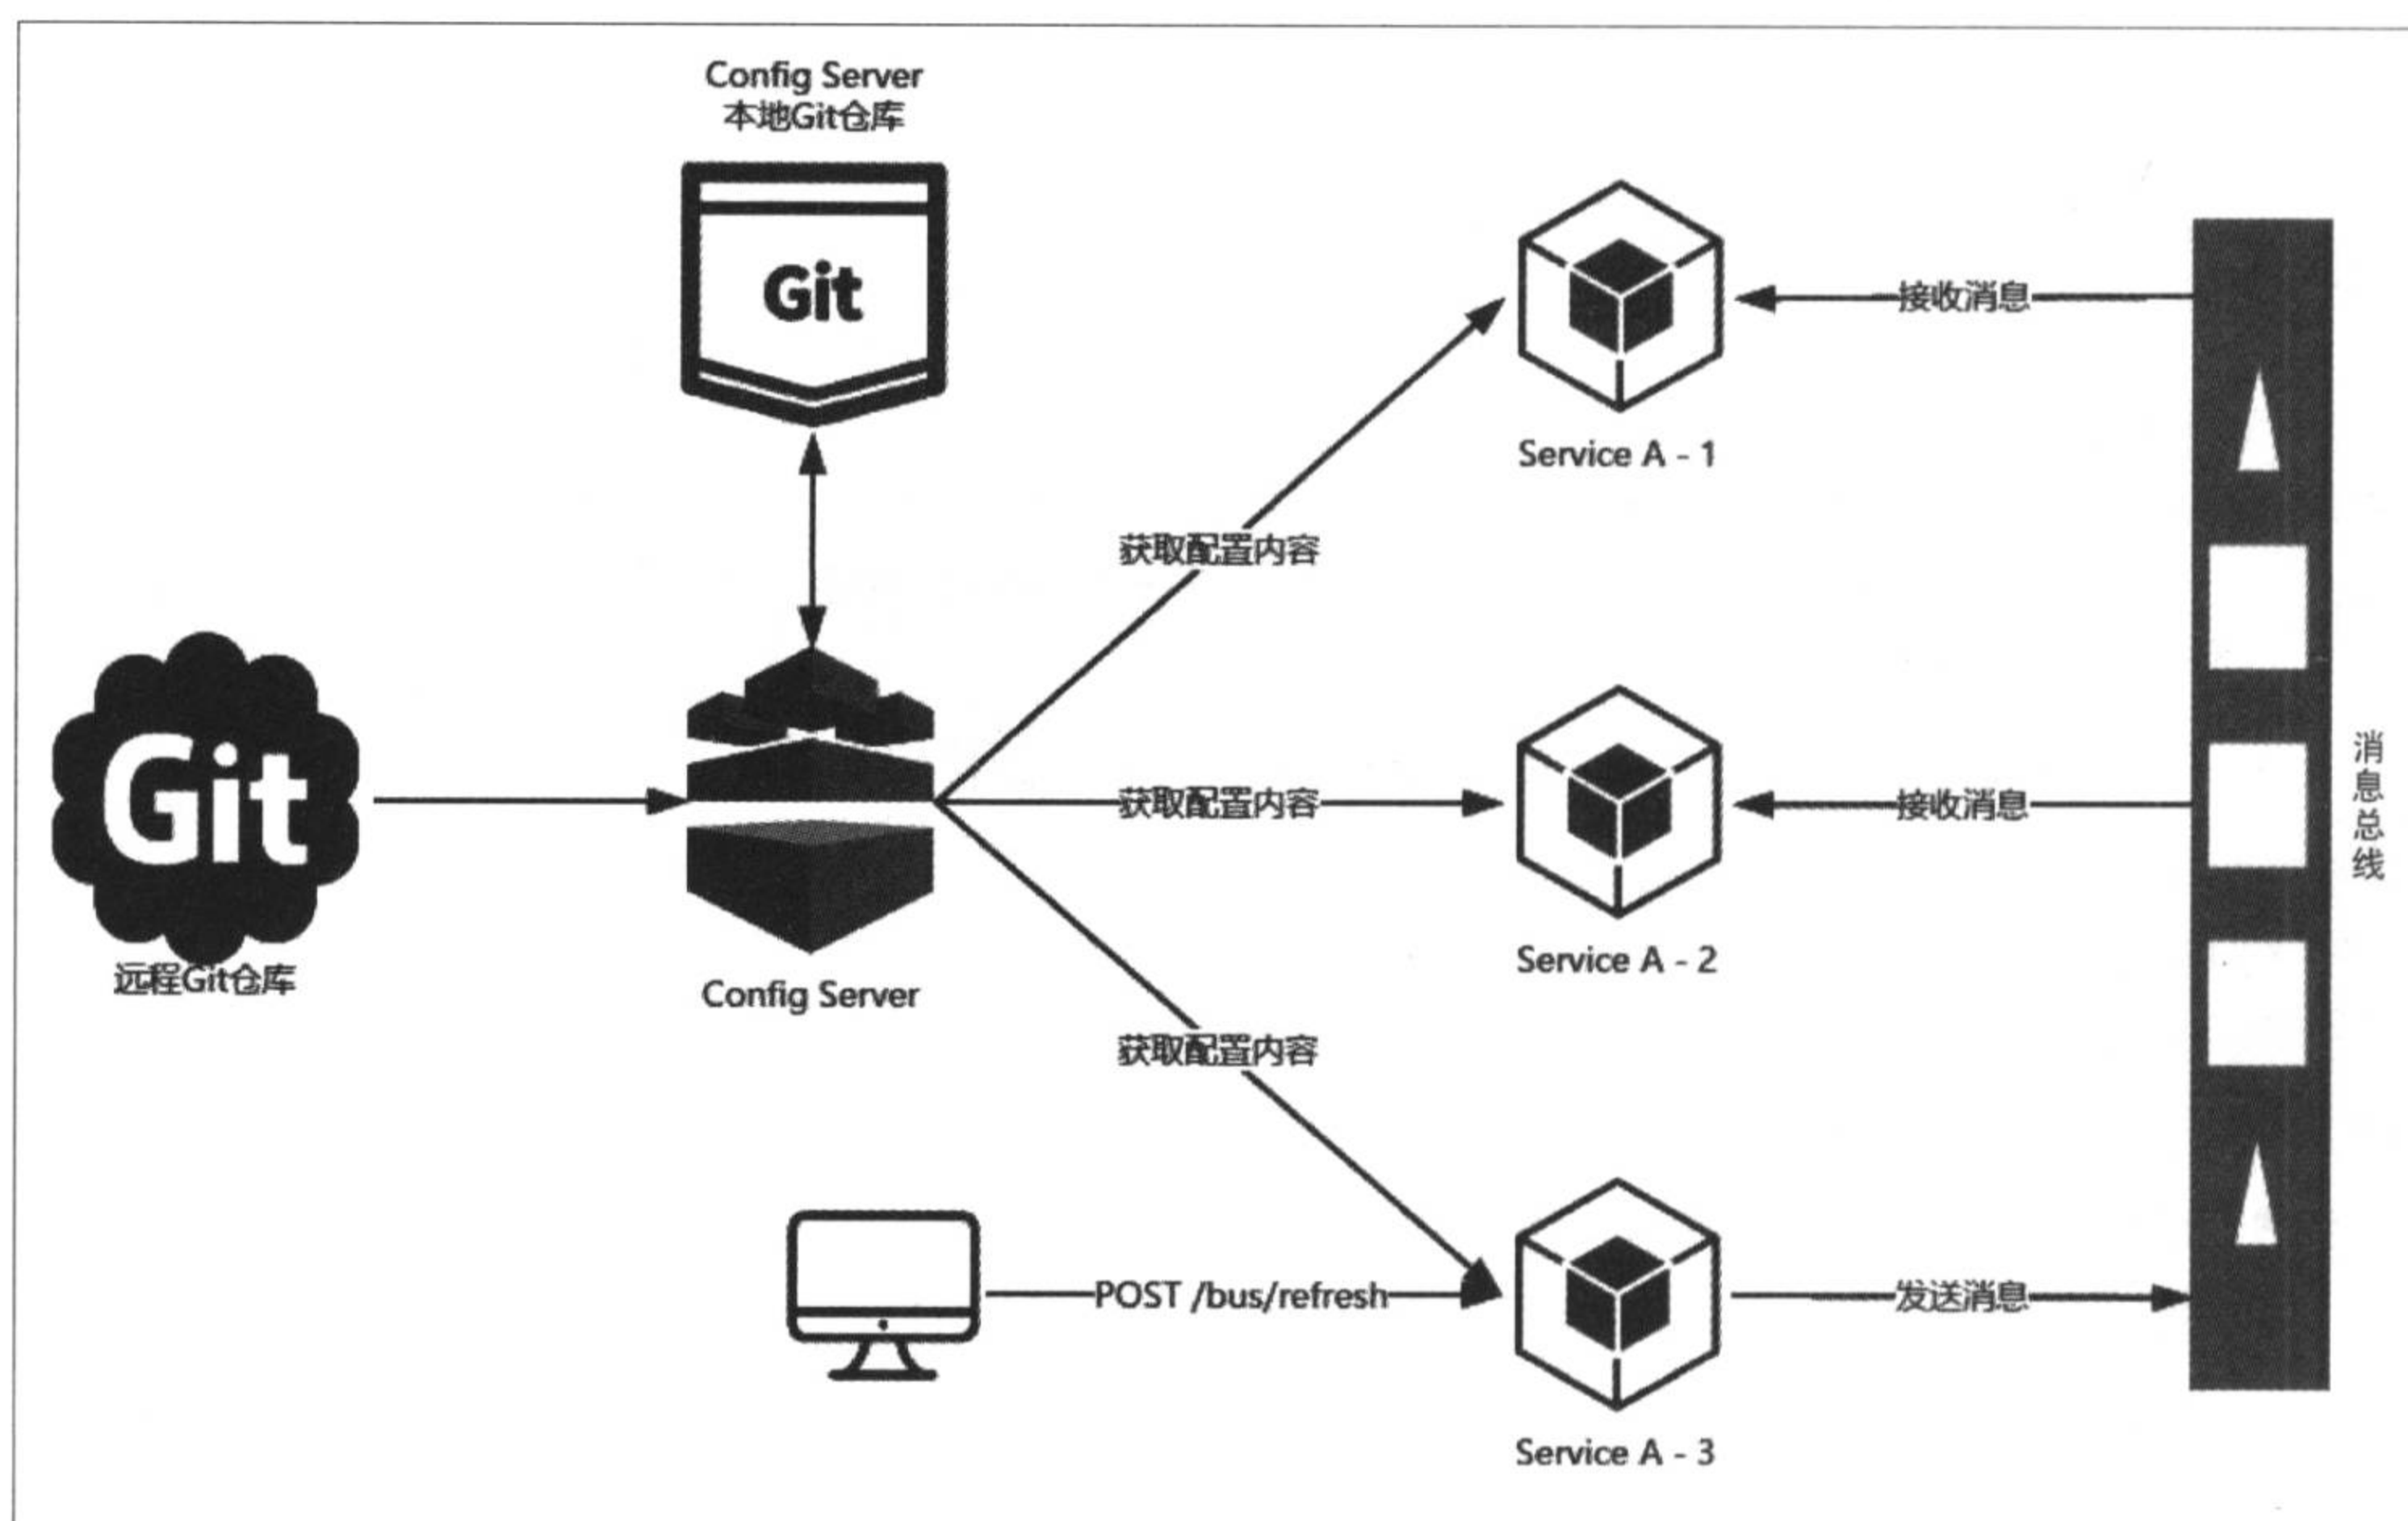 Config Server
本地Git仓库
Git
接收消息
Service A - 1
获取配置内容
Git
远程Git仓库
Config Server
获取配置内容
接收消息
Service A - 2
消息总线
获取配置内容
POST /bus/refresh
发送消息
Service A - 3